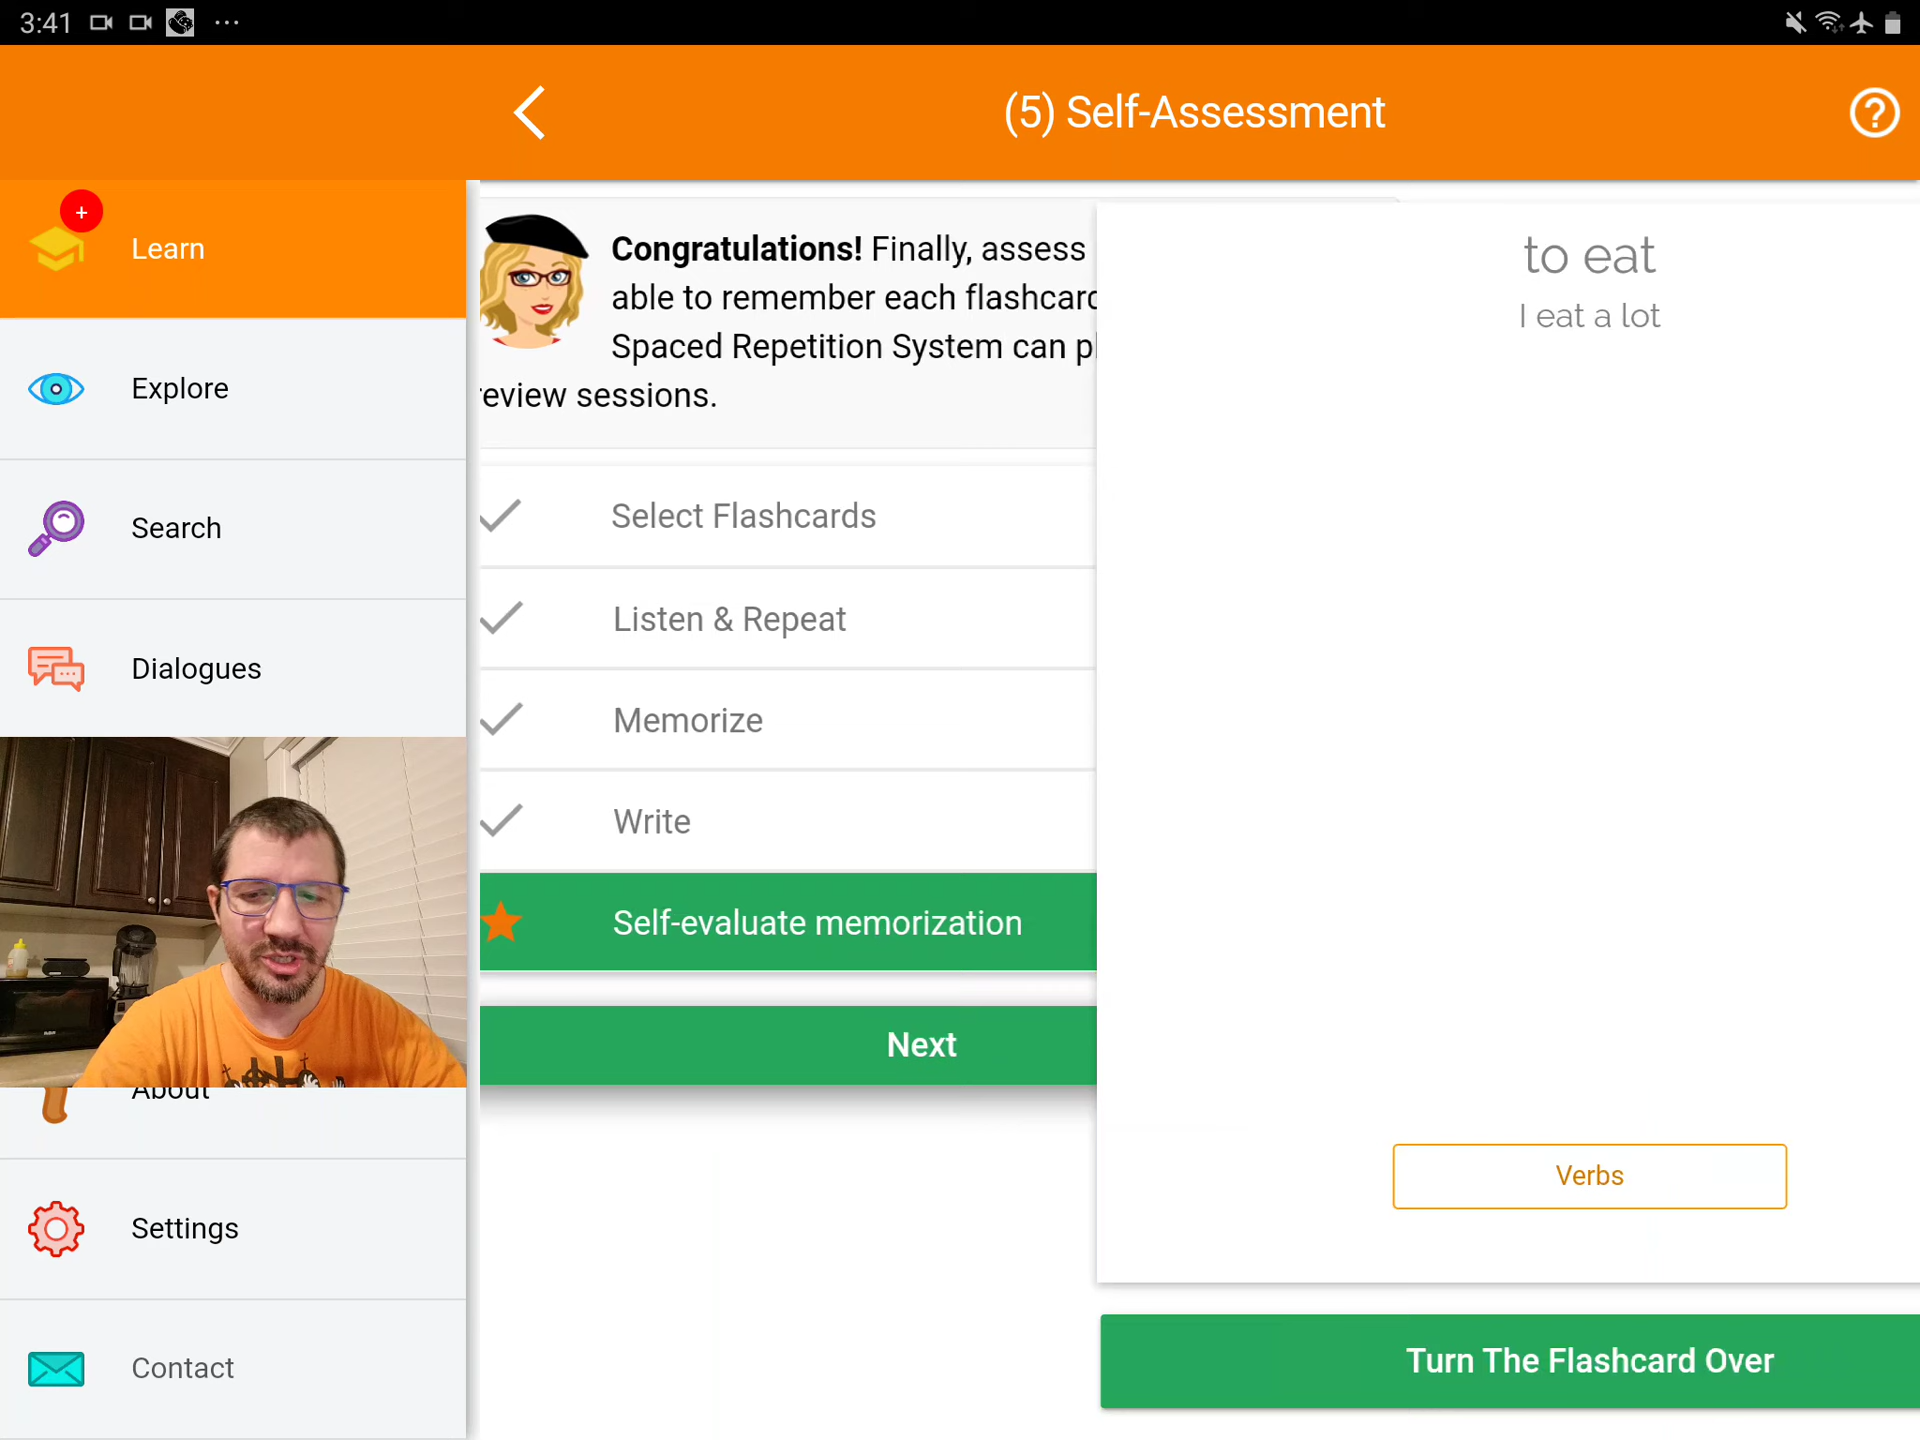 3:41
(5) Self-Assessment
+
Learn
Explore
Search
Dialogues
About
Settings
Contact
Congratulations! Finally, assess
able to remember each flashcard
Spaced Repetition System can pl
eview sessions.
Select Flashcards
Listen & Repeat
Memorize
Write
Self-evaluate memorization
Next
to eat
I eat a lot
Verbs
Turn The Flashcard Over